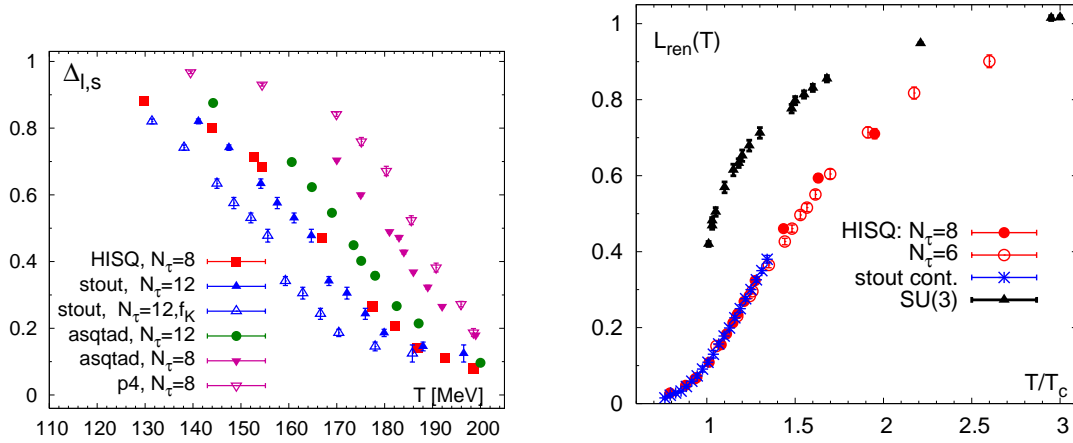 Δl,s
1
0.8
0.6
0.4
0.2
0
HISQ, Nτ=8
stout, Nτ=12
stout, Nτ=12,fK
asqtad, Nτ=12
asqtad, Nτ=8
p4, Nτ=8
T [MeV]
110 120 130 140 150 160 170 180 190 200
Lren(T)
1.0
0.8
0.6
0.4
0.2
0
HISQ: Nτ=8
Nτ=6
stout cont.
SU(3)
T/Tc
1 1.5 2 2.5 3